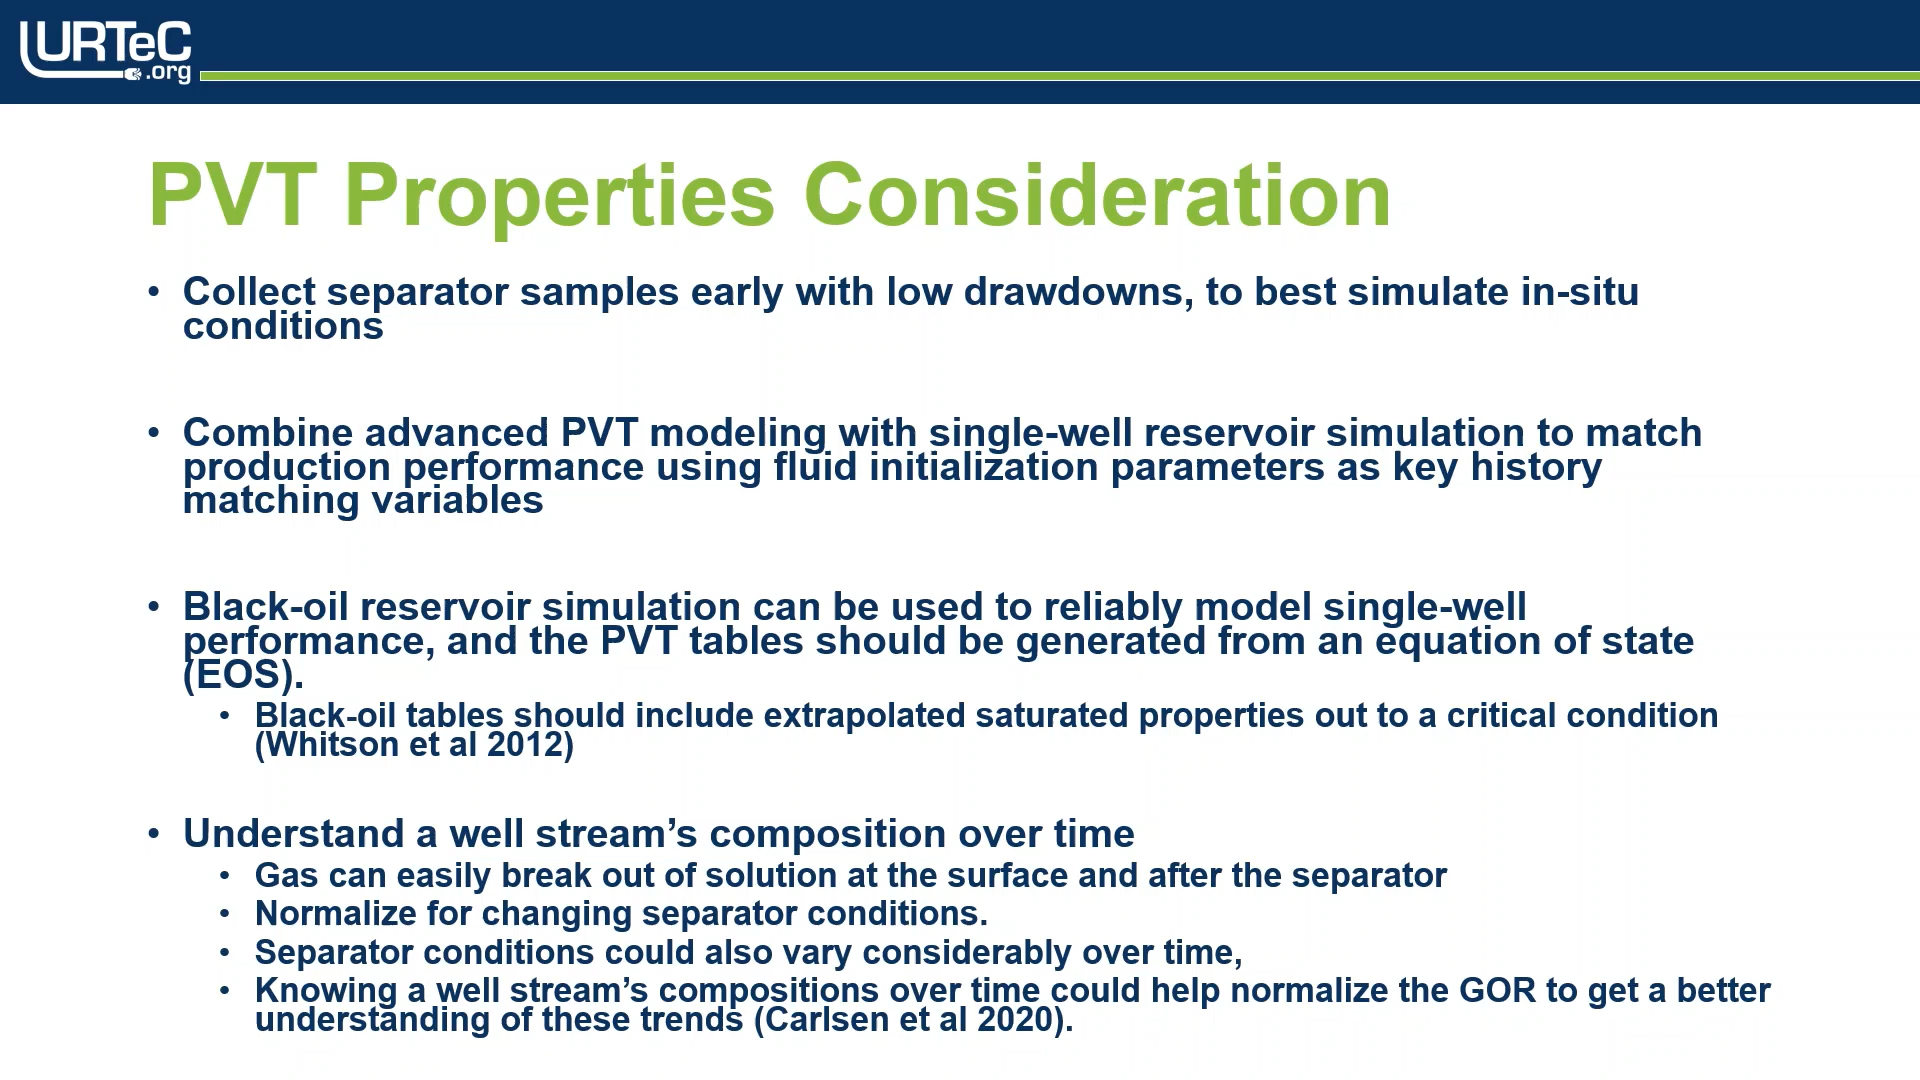 URTeC
.org
PVT Properties Consideration
• Collect separator samples early with low drawdowns, to best simulate in-situ
conditions
• Combine advanced PVT modeling with single-well reservoir simulation to match
production performance using fluid initialization parameters as key history
matching variables
• Black-oil reservoir simulation can be used to reliably model single-well
performance, and the PVT tables should be generated from an equation of state
(EOS).
• Black-oil tables should include extrapolated saturated properties out to a critical condition
(Whitson et al 2012)
• Understand a well stream’s composition over time
• Gas can easily break out of solution at the surface and after the separator
• Normalize for changing separator conditions.
• Separator conditions could also vary considerably over time,
• Knowing a well stream’s compositions over time could help normalize the GOR to get a better
understanding of these trends (Carlsen et al 2020).